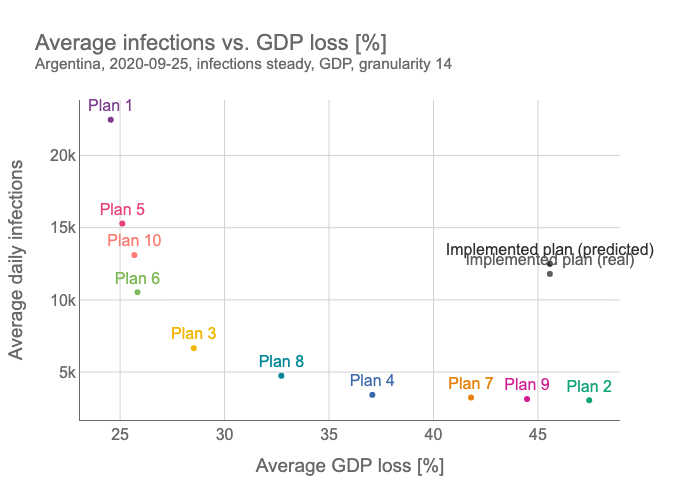 Average infections vs. GDP loss [%]
Argentina, 2020-09-25, infections steady, GDP, granularity 14
Plan 1
20k
Plan 5
15k
Plan 10
Implemented plan (predicted)
Implemented plan (real)
Plan 6
10k
Plan 3
Plan 8
5k
Plan 4
Plan 7
Plan 9
Plan 2
25
30
35
40
45
Average GDP loss [%]
Average daily infections